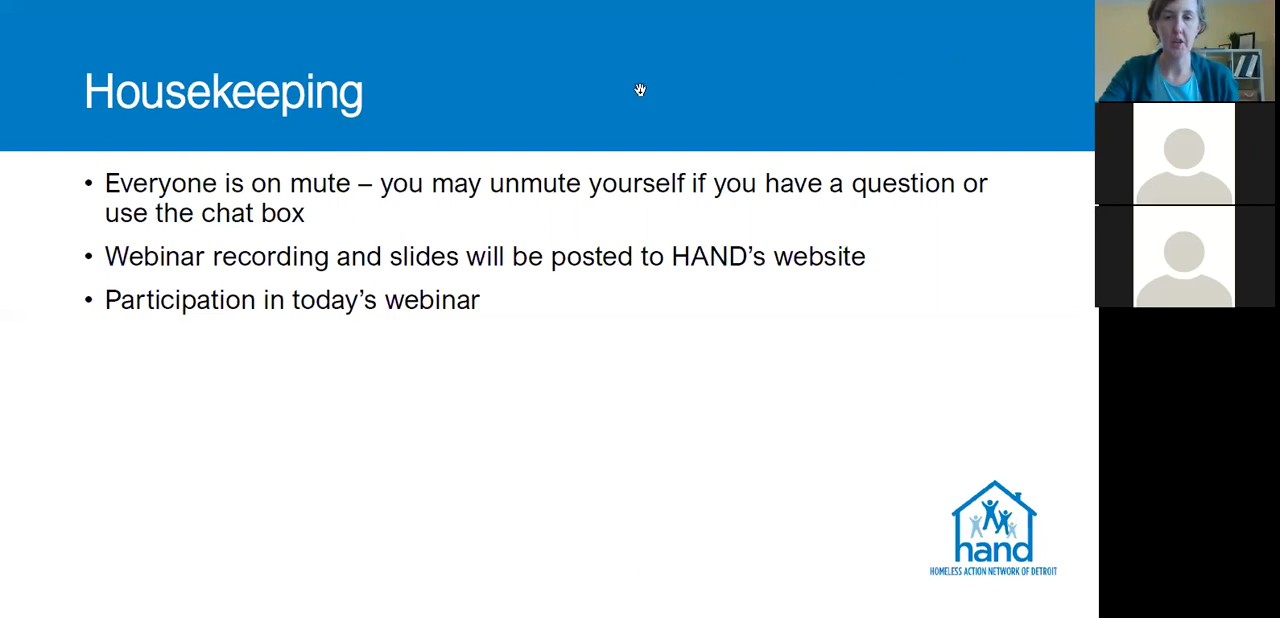 Housekeeping
• Everyone is on mute – you may unmute yourself if you have a question or
use the chat box
• Webinar recording and slides will be posted to HAND’s website
• Participation in today’s webinar
hand
HOMELESS ACTION NETWORK OF DETROIT